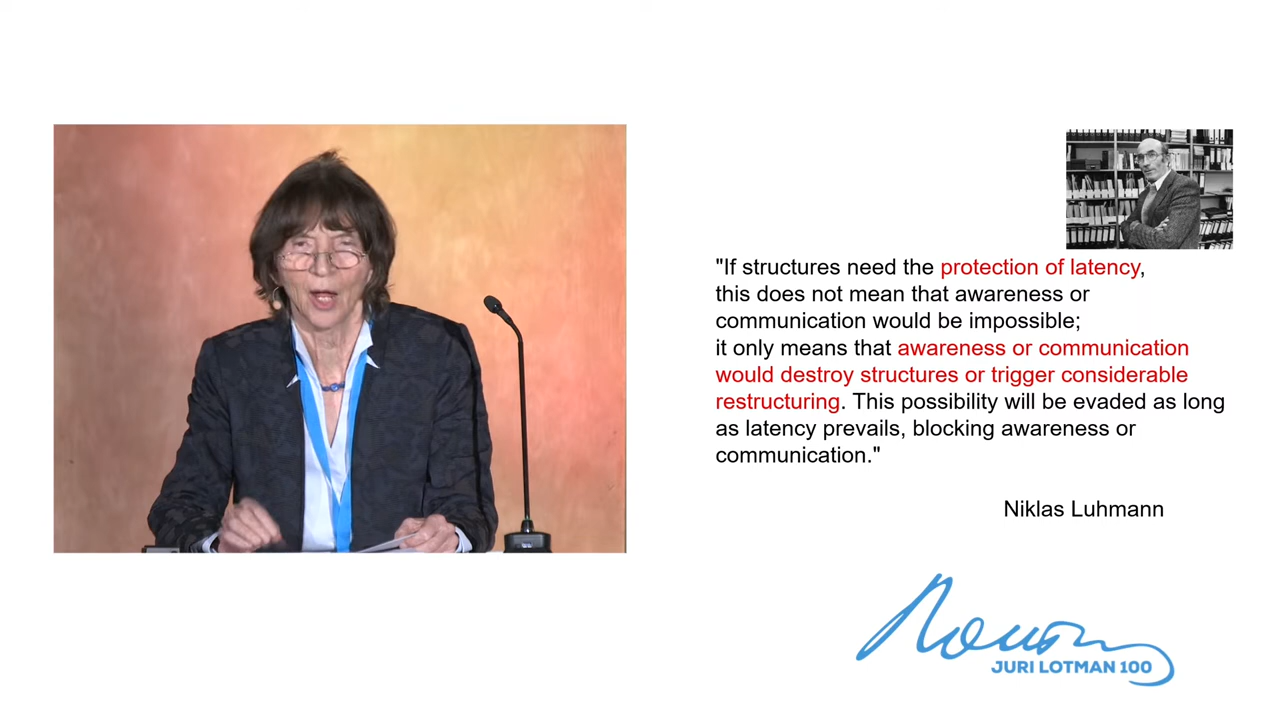 "If structures need the protection of latency,
this does not mean that awareness or
communication would be impossible;
it only means that awareness or communication
would destroy structures or trigger considerable
restructuring. This possibility will be evaded as long
as latency prevails, blocking awareness or
communication."
Niklas Luhmann
JURI LOTMAN 100